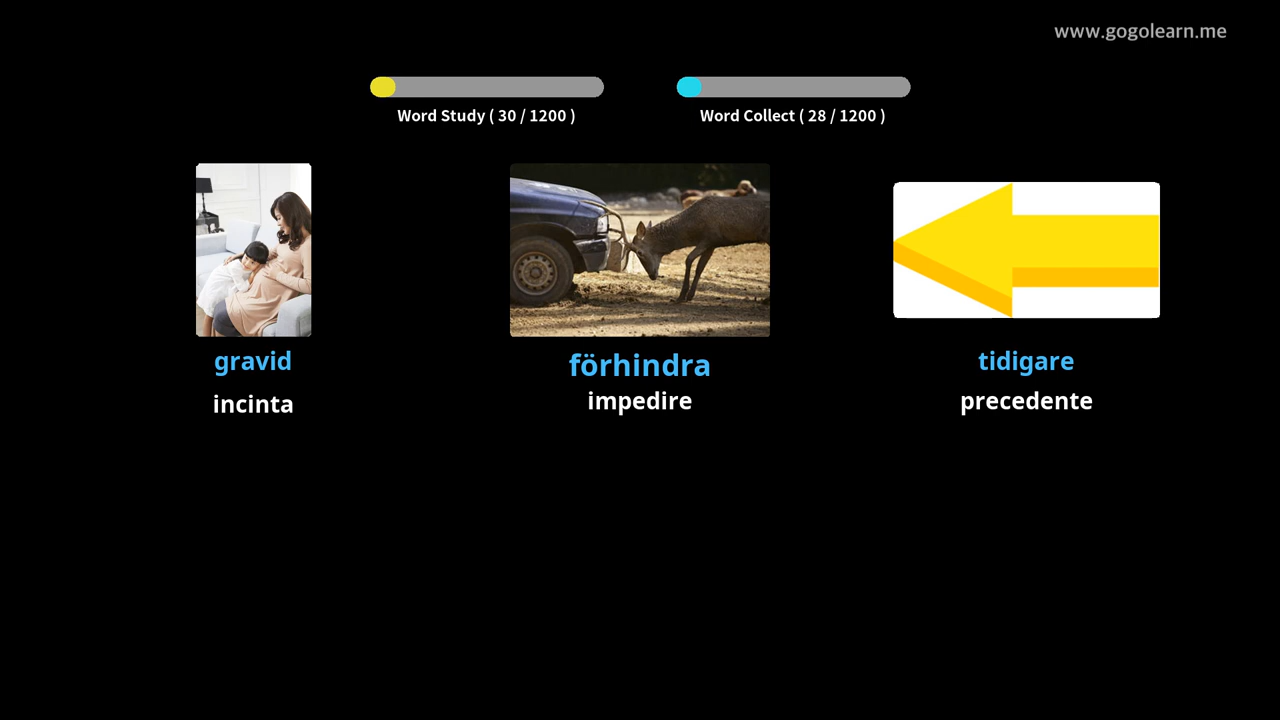 www.gogolearn.me
Word Study ( 30 / 1200 )
Word Collect ( 28 / 1200 )
gravid
förhindra
tidigare
incinta
impedire
precedente